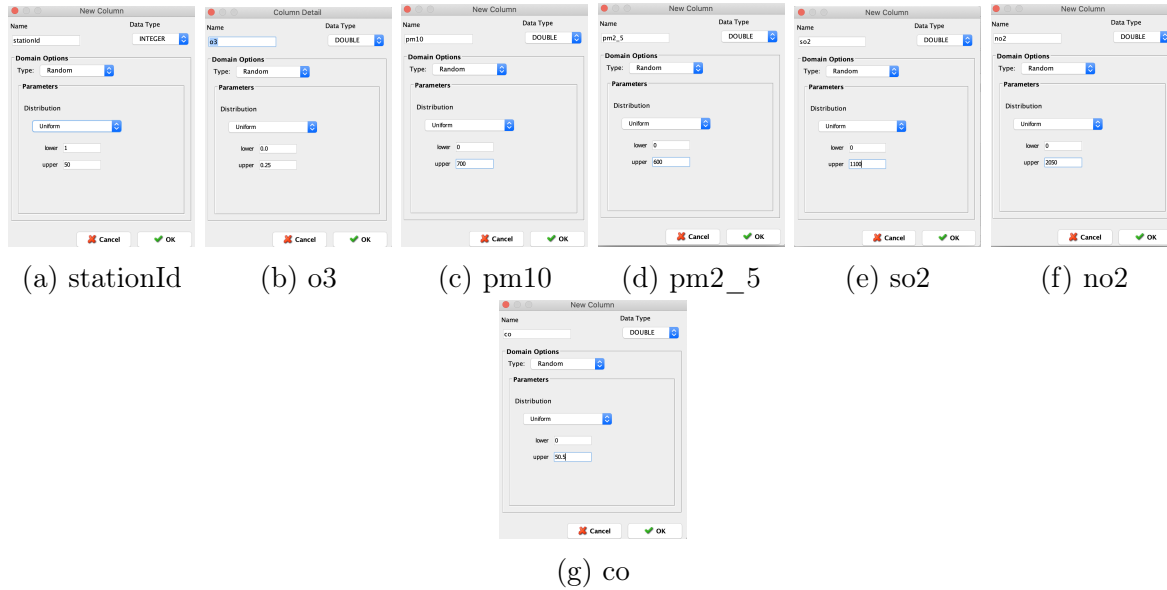 New Column
Name
Data Type
stationId
INTEGER
Domain Options
Type: Random
Parameters
Distribution
Uniform
lower 1
upper 50
Cancel
OK
(a) stationId
Column Detail
Name
Data Type
o3
DOUBLE
Domain Options
Type: Random
Parameters
Distribution
Uniform
lower 0.0
upper 0.25
Cancel
OK
(b) o3
New Column
Name
Data Type
pm10
DOUBLE
Domain Options
Type: Random
Parameters
Distribution
Uniform
lower 0
upper 700
Cancel
OK
(c) pm10
New Column
Name
Data Type
pm2_5
DOUBLE
Domain Options
Type: Random
Parameters
Distribution
Uniform
lower 0
upper 600
Cancel
OK
(d) pm2_5
New Column
Name
Data Type
so2
DOUBLE
Domain Options
Type: Random
Parameters
Distribution
Uniform
lower 0
upper 1100
Cancel
OK
(e) so2
New Column
Name
Data Type
no2
DOUBLE
Domain Options
Type: Random
Parameters
Distribution
Uniform
lower 0
upper 2050
Cancel
OK
(f) no2
New Column
Name
Data Type
co
DOUBLE
Domain Options
Type: Random
Parameters
Distribution
Uniform
lower 0
upper 50.5
Cancel
OK
(g) co